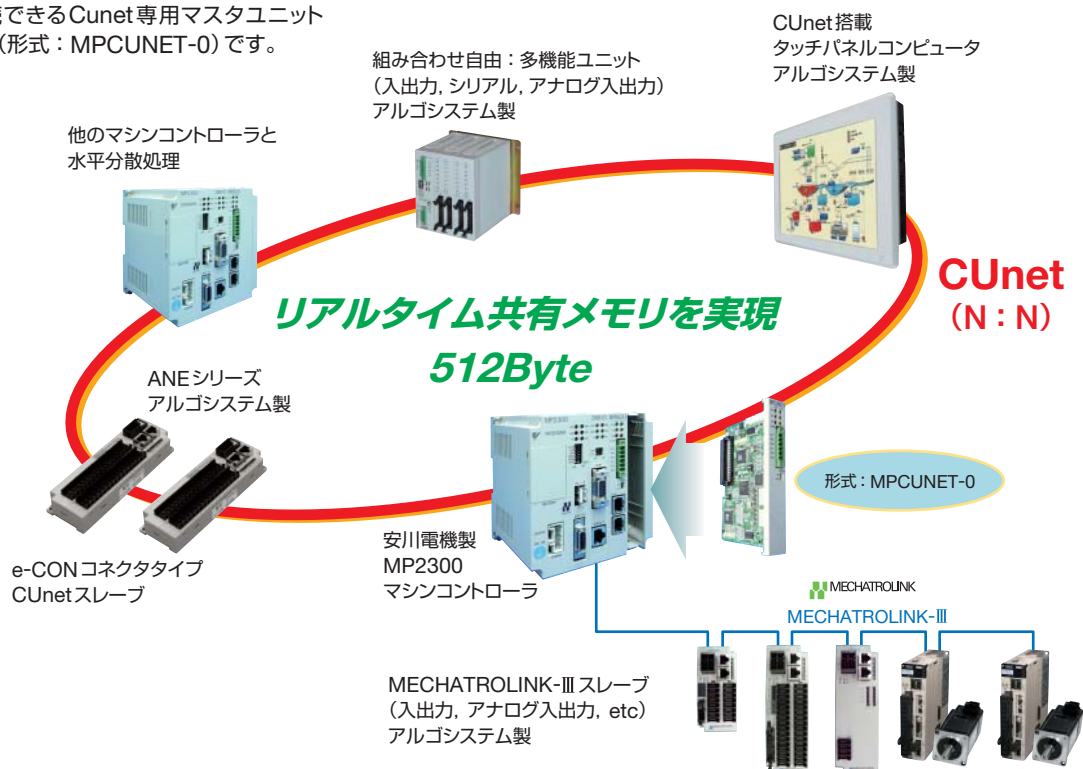 できるCunet専用マスタユニット
（形式：MPCUNET-0）です。
組み合わせ自由：多機能ユニット
（入出力, シリアル, アナログ入出力）
アルゴシステム製
CUnet搭載
タッチパネルコンピュータ
アルゴシステム製
他のマシンコントローラと
水平分散処理
CUnet
（N：N）
リアルタイム共有メモリを実現
512Byte
ANEシリーズ
アルゴシステム製
MP2300
形式：MPCUNET-0
e-CONコネクタタイプ
CUnetスレーブ
安川電機製
MP2300
マシンコントローラ
MECHATROLINK
MECHATROLINK-Ⅲ
MECHATROLINK-Ⅲスレーブ
（入出力, アナログ入出力, etc）
アルゴシステム製